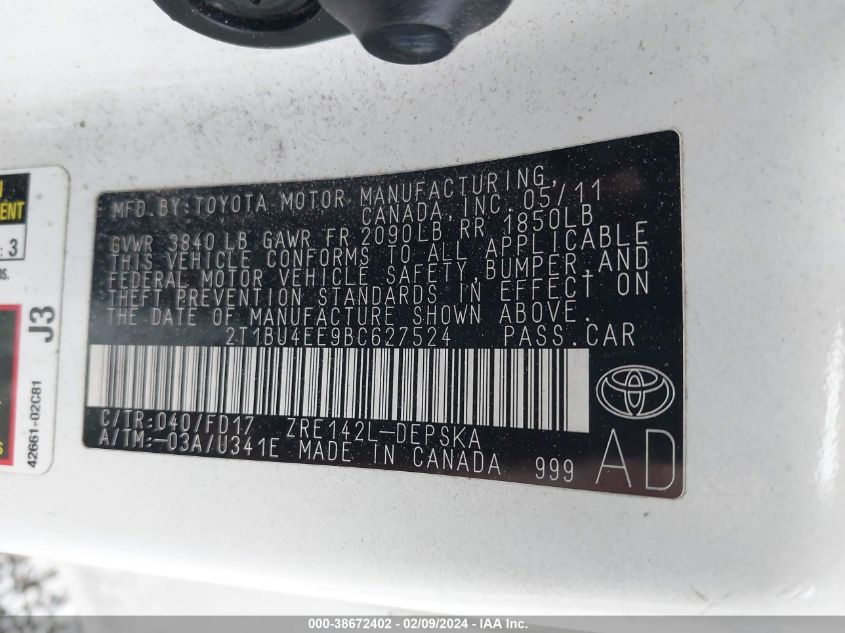 MFD.BY:TOYOTA MOTOR MANUFACTURING,
CANADA, INC. 05/11
GVWR 3840 LB GAWR FR 2090LB RR 1850LB
THIS VEHICLE CONFORMS TO ALL APPLICABLE
FEDERAL MOTOR VEHICLE SAFETY, BUMPER, AND
THEFT PREVENTION STANDARDS IN EFFECT ON
THE DATE OF MANUFACTURE SHOWN ABOVE.
2T1BU4EE9BC627524 PASS.CAR
C/TR:040/FD17 ZRE142L-DEPSKA
A/TM:-03A/U341E MADE IN CANADA 999
AD
: 3
J3
42661-02C81
000-38672402 - 02/09/2024 - IAA Inc.